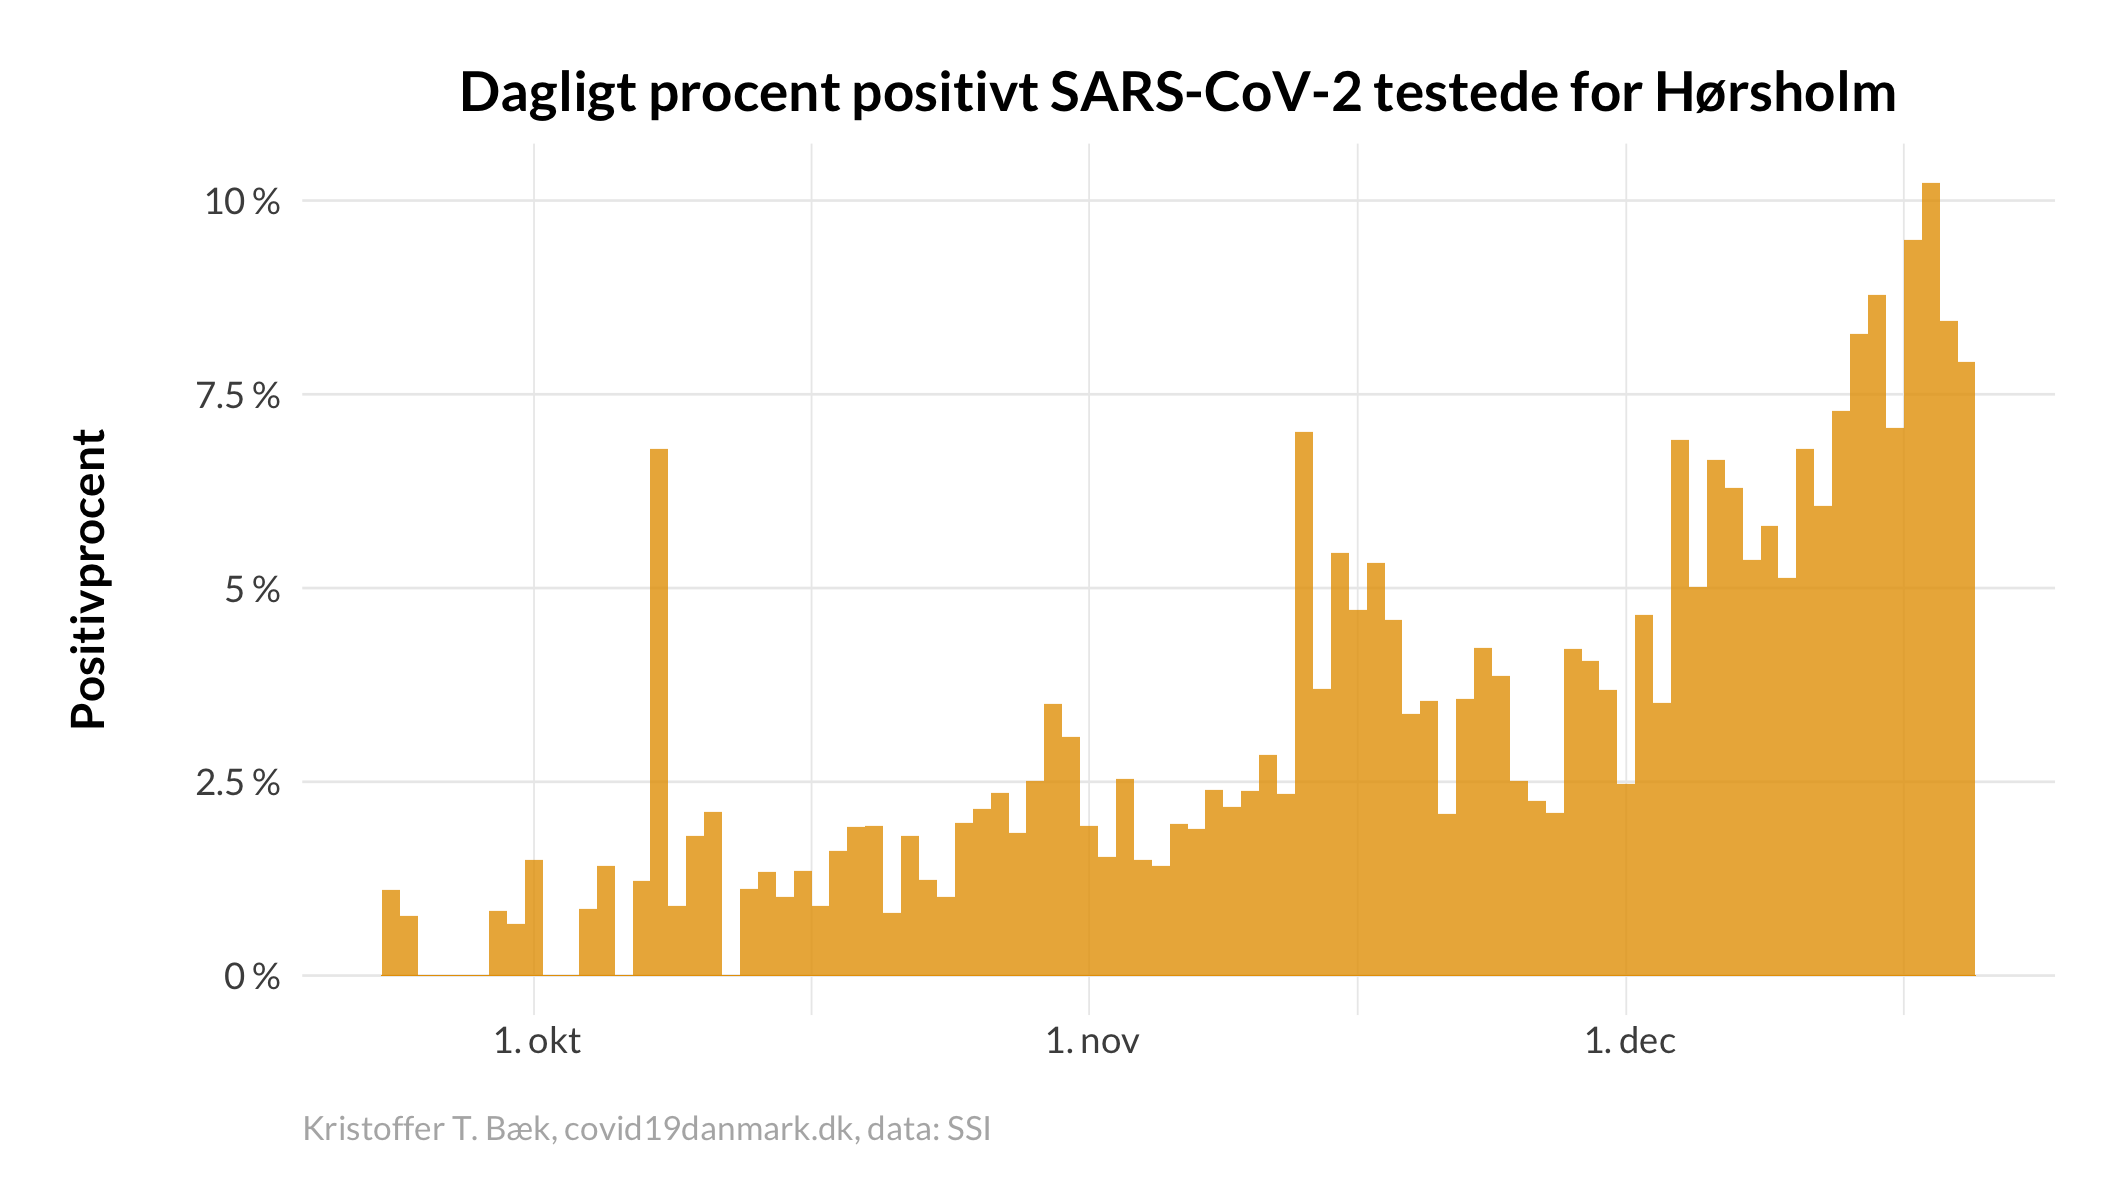 Dagligt procent positivt SARS-CoV-2 testede for Hørsholm
Positivprocent
10 %
7.5 %
5 %
2.5 %
0 %
1. okt
1. nov
1. dec
Kristoffer T. Bæk, covid19danmark.dk, data: SSI